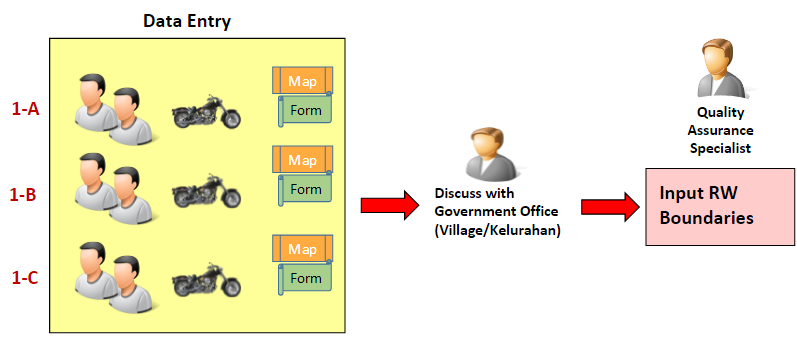 Data Entry
1-A
Map
Form
1-B
Map
Form
1-C
Map
Form
Discuss with
Government Office
(Village/Kelurahan)
Quality
Assurance
Specialist
Input RW
Boundaries